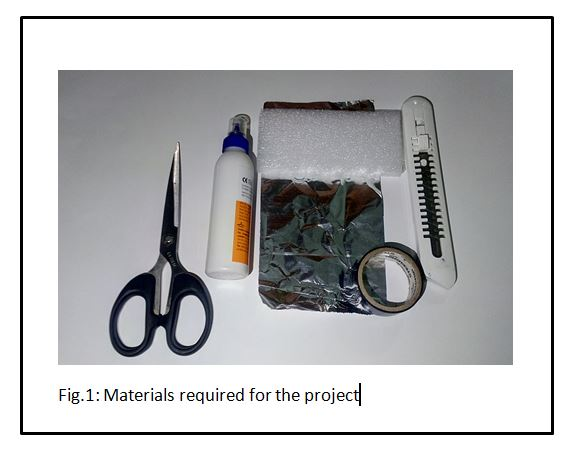 Fig.1: Materials required for the project